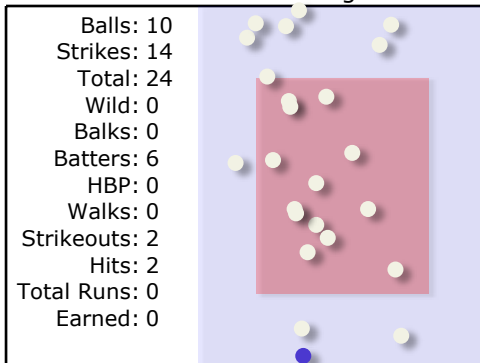 Balls: 10
Strikes: 14
Total: 24
Wild: 0
Balks: 0
Batters: 6
HBP: 0
Walks: 0
Strikeouts: 2
Hits: 2
Total Runs: 0
Earned: 0